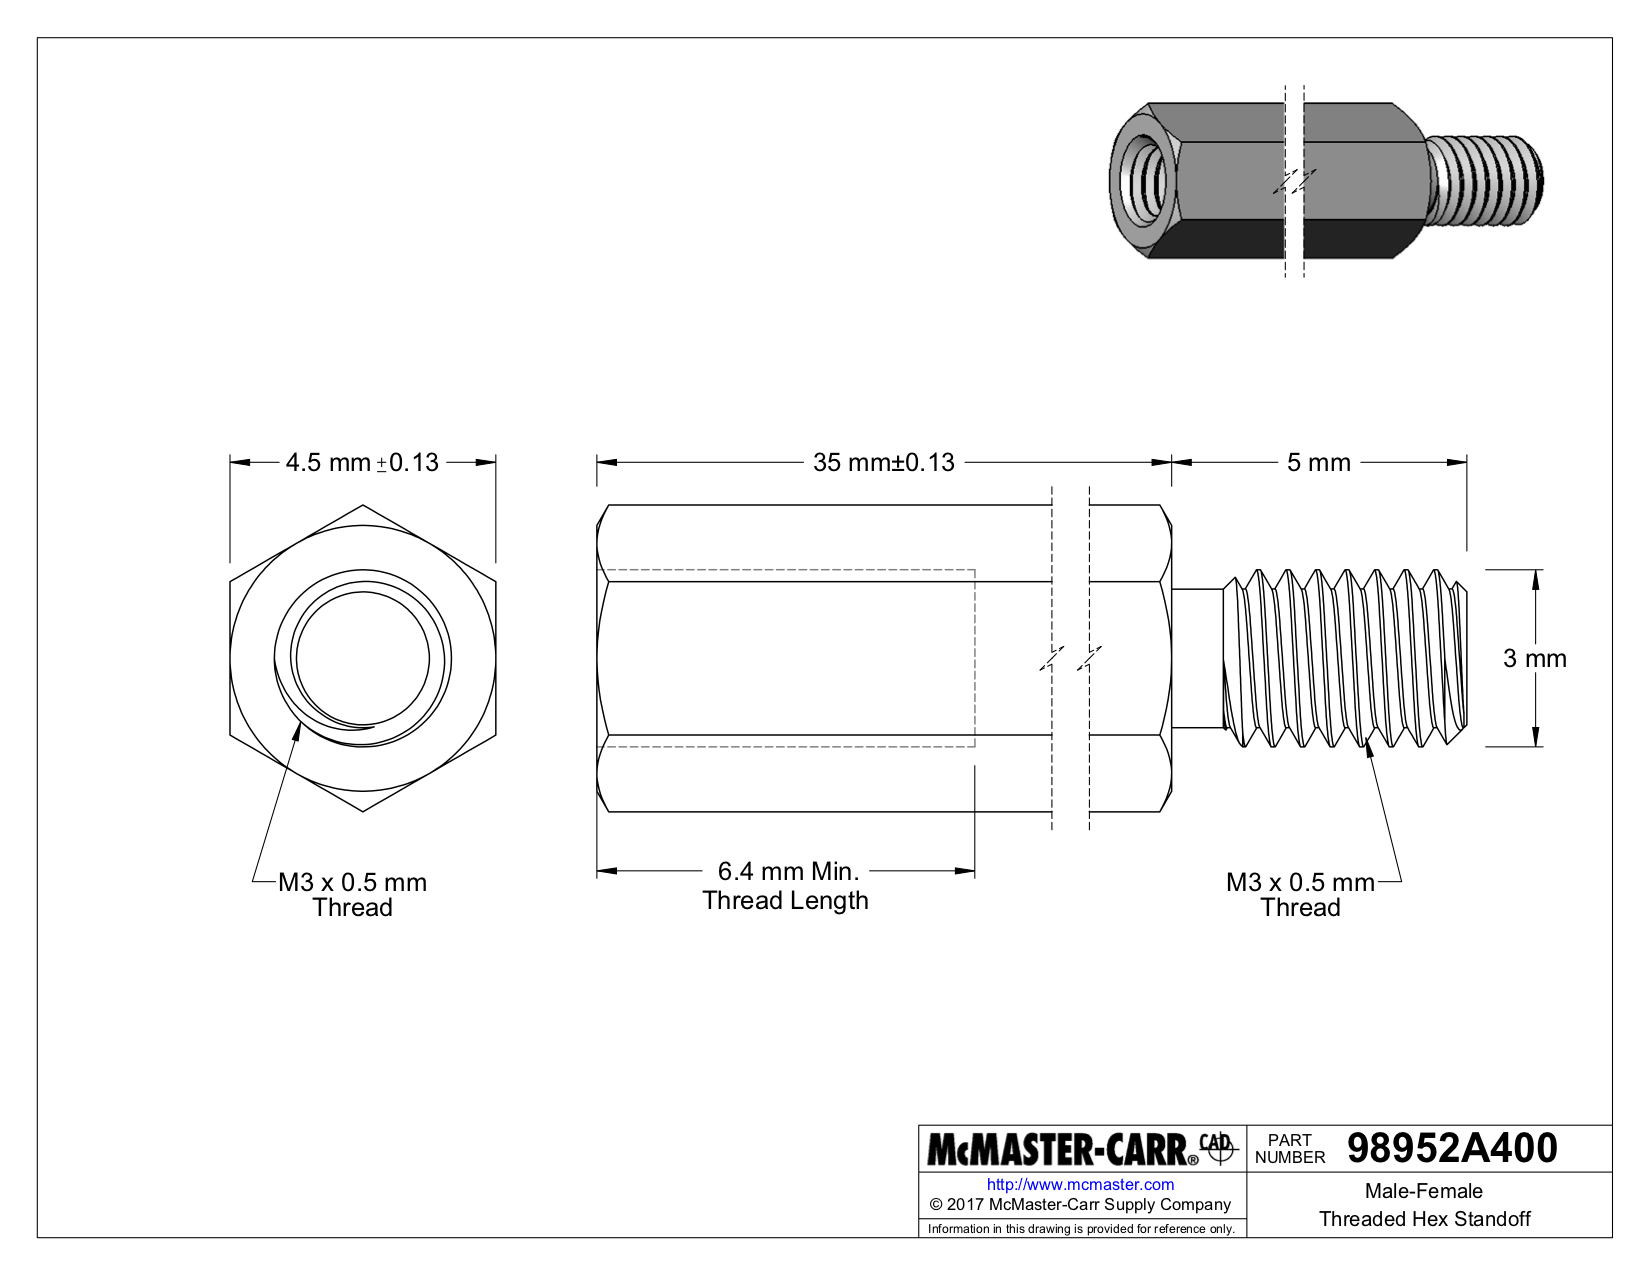 4.5 mm ±0.13
35 mm±0.13
5 mm
3 mm
6.4 mm Min.
Thread Length
M3 x 0.5 mm
Thread
M3 x 0.5 mm
Thread
McMASTER-CARR® CAD
http://www.mcmaster.com
© 2017 McMaster-Carr Supply Company
Information in this drawing is provided for reference only.
PART
NUMBER
98952A400
Male-Female
Threaded Hex Standoff